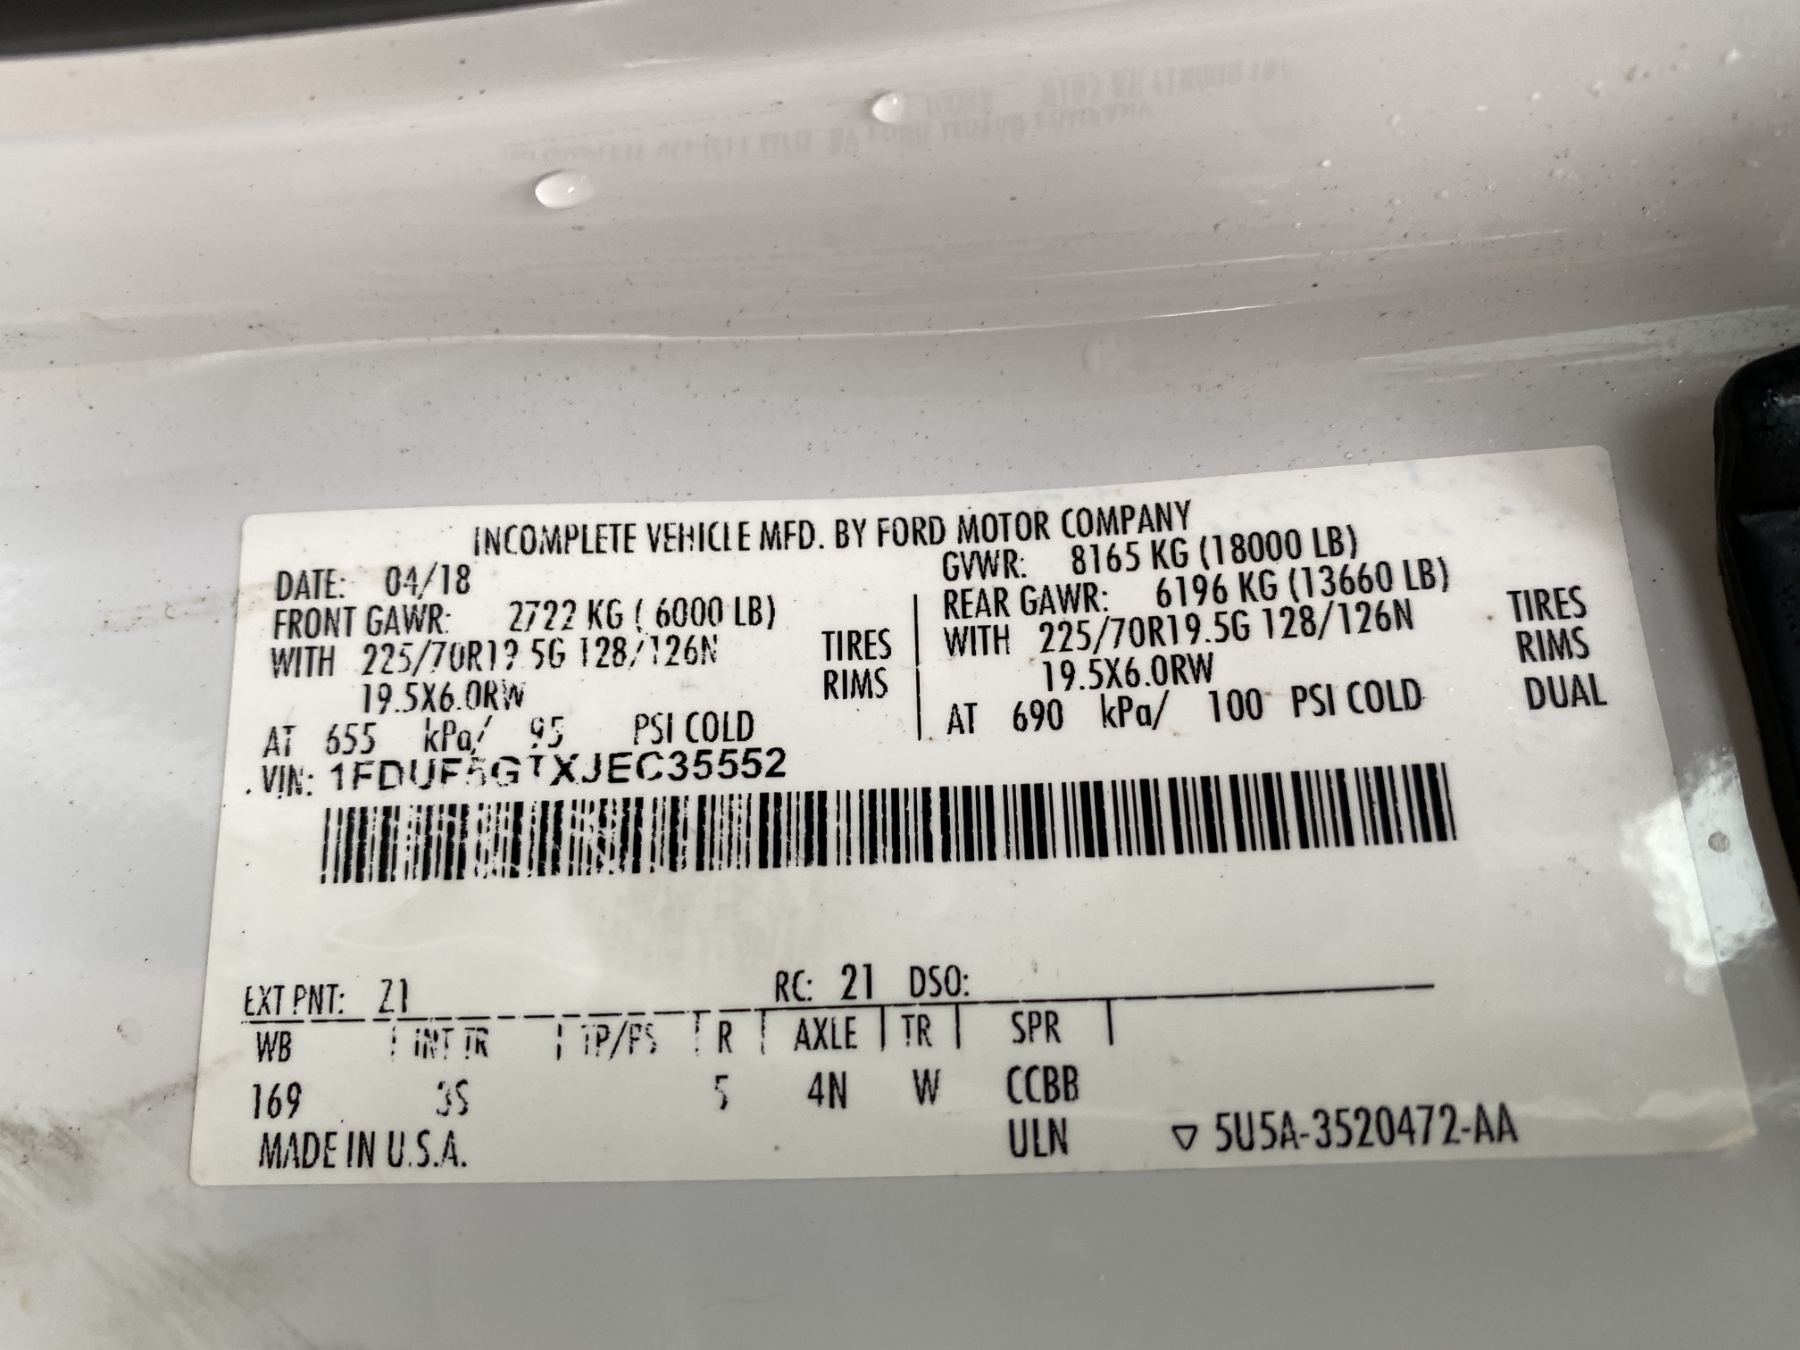 INCOMPLETE VEHICLE MFD. BY FORD MOTOR COMPANY
DATE: 04/18
GVWR: 8165 KG (18000 LB)
FRONT GAWR: 2722 KG ( 6000 LB)
WITH 225/70R19.5G 128/126N TIRES
19.5X6.0RW RIMS
AT 655 kPa/ 95 PSI COLD
REAR GAWR: 6196 KG (13660 LB)
WITH 225/70R19.5G 128/126N TIRES
19.5X6.0RW RIMS
AT 690 kPa/ 100 PSI COLD DUAL
VIN: 1FDUF5GTXJEC35552
EXT PNT: Z1 RC: 21 DSO:
WB INT TR TP/PS R AXLE TR SPR
169 3S 5 4N W CCBB
MADE IN U.S.A. ULN ▽ 5U5A-3520472-AA